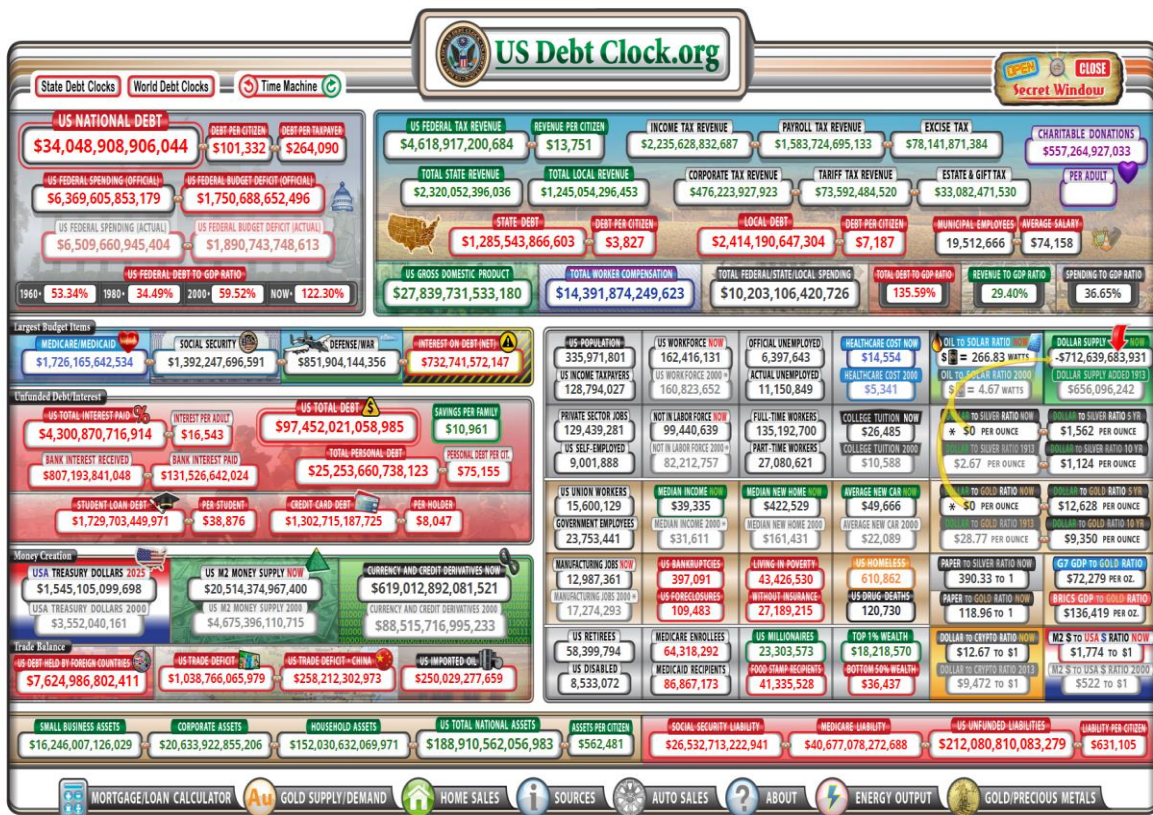 US Debt Clock.org
OPEN CLOSE
Secret Window
State Debt Clocks World Debt Clocks Time Machine
US NATIONAL DEBT DEBT PER CITIZEN DEBT PER TAXPAYER
$34,048,908,906,044 $101,332 $264,090
US FEDERAL SPENDING (OFFICIAL) US FEDERAL BUDGET DEFICIT (OFFICIAL)
$6,369,605,853,179 $1,750,688,652,496
US FEDERAL SPENDING (ACTUAL) US FEDERAL BUDGET DEFICIT (ACTUAL)
$6,509,660,945,404 $1,890,743,748,613
US FEDERAL DEBT TO GDP RATIO
1960• 53.34% 1980• 34.49% 2000• 59.52% NOW• 122.30%
US FEDERAL TAX REVENUE REVENUE PER CITIZEN INCOME TAX REVENUE PAYROLL TAX REVENUE EXCISE TAX
$4,618,917,200,684 $13,751 $2,235,628,832,687 $1,583,724,695,133 $78,141,871,384
CHARITABLE DONATIONS
$557,264,927,033
PER ADULT
TOTAL STATE REVENUE TOTAL LOCAL REVENUE CORPORATE TAX REVENUE TARIFF TAX REVENUE ESTATE & GIFT TAX
$2,320,052,396,036 $1,245,054,296,453 $476,223,927,923 $73,592,484,520 $33,082,471,530
STATE DEBT DEBT PER CITIZEN LOCAL DEBT DEBT PER CITIZEN MUNICIPAL EMPLOYEES AVERAGE SALARY
$1,285,543,866,603 $3,827 $2,414,190,647,304 $7,187 19,512,666 $74,158
US GROSS DOMESTIC PRODUCT TOTAL WORKER COMPENSATION TOTAL FEDERAL/STATE/LOCAL SPENDING TOTAL DEBT TO GDP RATIO REVENUE TO GDP RATIO SPENDING TO GDP RATIO
$27,839,731,533,180 $14,391,874,249,623 $10,203,106,420,726 135.59% 29.40% 36.65%
Largest Budget Items
MEDICARE/MEDICAID SOCIAL SECURITY DEFENSE/WAR INTEREST ON DEBT (NET)
$1,726,165,642,534 $1,392,247,696,591 $851,904,144,356 $732,741,572,147
Unfunded Debt/Interest
US TOTAL INTEREST PAID INTEREST PER ADULT US TOTAL DEBT SAVINGS PER FAMILY
$4,300,870,716,914 $16,543 $97,452,021,058,985 $10,961
BANK INTEREST RECEIVED BANK INTEREST PAID TOTAL PERSONAL DEBT PERSONAL DEBT PER CIT.
$807,193,841,048 $131,526,642,024 $25,253,660,738,123 $75,155
STUDENT LOAN DEBT PER STUDENT CREDIT CARD DEBT PER HOLDER
$1,729,703,449,971 $38,876 $1,302,715,187,725 $8,047
Money Creation
USA TREASURY DOLLARS 2025 US M2 MONEY SUPPLY NOW CURRENCY AND CREDIT DERIVATIVES NOW
$1,545,105,099,698 $20,514,374,967,400 $619,012,892,081,521
USA TREASURY DOLLARS 2000 US M2 MONEY SUPPLY 2000 CURRENCY AND CREDIT DERIVATIVES 2000
$3,552,040,161 $4,675,396,110,715 $88,515,716,995,233
Trade Balance
US DEBT HELD BY FOREIGN COUNTRIES US TRADE DEFICIT US TRADE DEFICIT • CHINA US IMPORTED OIL
$7,624,986,802,411 $1,038,766,065,979 $258,212,302,973 $250,029,277,659
US POPULATION US WORKFORCE NOW OFFICIAL UNEMPLOYED HEALTHCARE COST NOW OIL TO SOLAR RATIO NOW DOLLAR SUPPLY NOW
335,971,801 162,416,131 6,397,643 $14,554 $ = 266.83 WATTS -$712,639,683,931
US INCOME TAXPAYERS US WORKFORCE 2000 ACTUAL UNEMPLOYED HEALTHCARE COST 2000 OIL TO SOLAR RATIO 2000 DOLLAR SUPPLY ADDED 1913
128,794,027 160,823,652 11,150,849 $5,341 $ = 4.67 WATTS $656,096,242
PRIVATE SECTOR JOBS NOT IN LABOR FORCE NOW FULL-TIME WORKERS COLLEGE TUITION NOW DOLLAR TO SILVER RATIO NOW DOLLAR TO SILVER RATIO 5 YR
129,439,281 99,440,639 135,192,700 $26,485 * $0 PER OUNCE $1,562 PER OUNCE
US SELF-EMPLOYED NOT IN LABOR FORCE 2000 PART-TIME WORKERS COLLEGE TUITION 2000 DOLLAR TO SILVER RATIO 1913 DOLLAR TO SILVER RATIO 10 YR
9,001,888 82,212,757 27,080,621 $10,588 $2.67 PER OUNCE $1,124 PER OUNCE
US UNION WORKERS MEDIAN INCOME NOW MEDIAN NEW HOME NOW AVERAGE NEW CAR NOW DOLLAR TO GOLD RATIO NOW DOLLAR TO GOLD RATIO 5 YR
15,600,129 $39,335 $422,529 $49,666 * $0 PER OUNCE $12,628 PER OUNCE
GOVERNMENT EMPLOYEES MEDIAN INCOME 2000 MEDIAN NEW HOME 2000 AVERAGE NEW CAR 2000 DOLLAR TO GOLD RATIO 1913 DOLLAR TO GOLD RATIO 10 YR
23,753,441 $31,611 $161,431 $22,089 $28.77 PER OUNCE $9,350 PER OUNCE
MANUFACTURING JOBS NOW US BANKRUPTCIES LIVING IN POVERTY US HOMELESS PAPER TO SILVER RATIO NOW G7 GDP TO GOLD RATIO
12,987,361 397,091 43,426,530 610,862 390.33 TO 1 $72,279 PER OZ.
MANUFACTURING JOBS 2000 US FORECLOSURES WITHOUT INSURANCE US DRUG DEATHS PAPER TO GOLD RATIO NOW BRICS GDP TO GOLD RATIO
17,274,293 109,483 27,189,215 120,730 118.96 TO 1 $136,419 PER OZ.
US RETIREES MEDICARE ENROLLEES US MILLIONAIRES TOP 1% WEALTH DOLLAR TO CRYPTO RATIO NOW M2 $ TO USA $ RATIO NOW
58,399,794 64,318,292 23,303,573 $18,218,570 $12.67 TO $1 $1,774 TO $1
US DISABLED MEDICAID RECIPIENTS FOOD STAMP RECIPIENTS BOTTOM 50% WEALTH DOLLAR TO CRYPTO RATIO 2013 M2 $ TO USA $ RATIO 2000
8,533,072 86,867,173 41,335,528 $36,437 $9,472 TO $1 $522 TO $1
SMALL BUSINESS ASSETS CORPORATE ASSETS HOUSEHOLD ASSETS US TOTAL NATIONAL ASSETS ASSETS PER CITIZEN SOCIAL SECURITY LIABILITY MEDICARE LIABILITY US UNFUNDED LIABILITIES LIABILITY PER CITIZEN
$16,246,007,126,029 $20,633,922,855,206 $152,030,632,069,971 $188,910,562,056,983 $562,481 $26,532,713,222,941 $40,677,078,272,688 $212,080,810,083,279 $631,105
MORTGAGE/LOAN CALCULATOR Au GOLD SUPPLY/DEMAND HOME SALES SOURCES AUTO SALES ABOUT ENERGY OUTPUT GOLD/PRECIOUS METALS